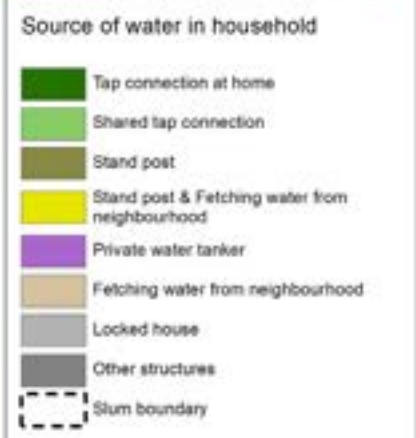 Source of water in household
Tap connection at home
Shared tap connection
Stand post
Stand post & Fetching water from
neighbourhood
Private water tanker
Fetching water from neighbourhood
Locked house
Other structures
Slum boundary